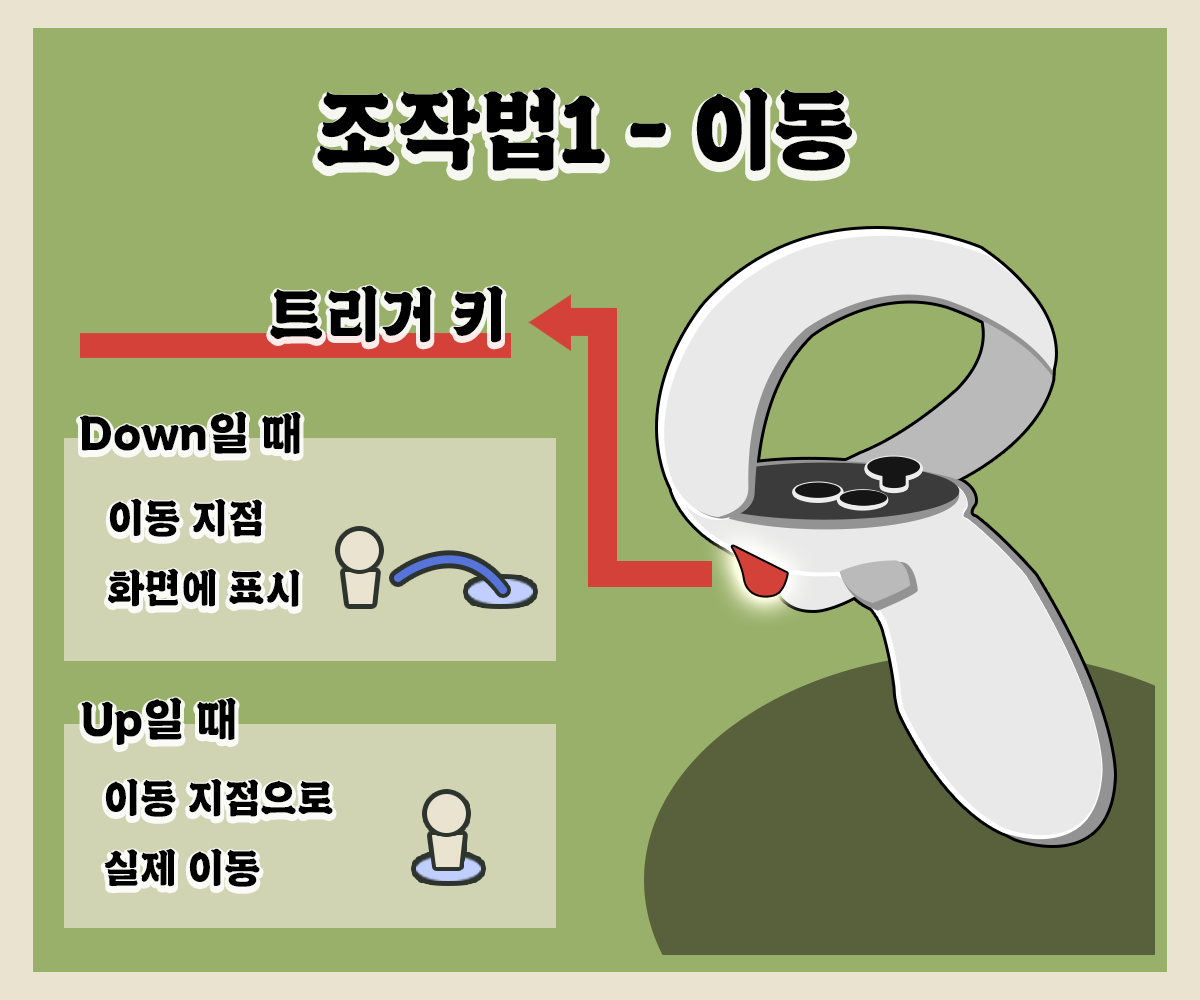 조작법1 - 이동
트리거 키
Down일 때
이동 지점
화면에 표시
Up일 때
이동 지점으로
실제 이동